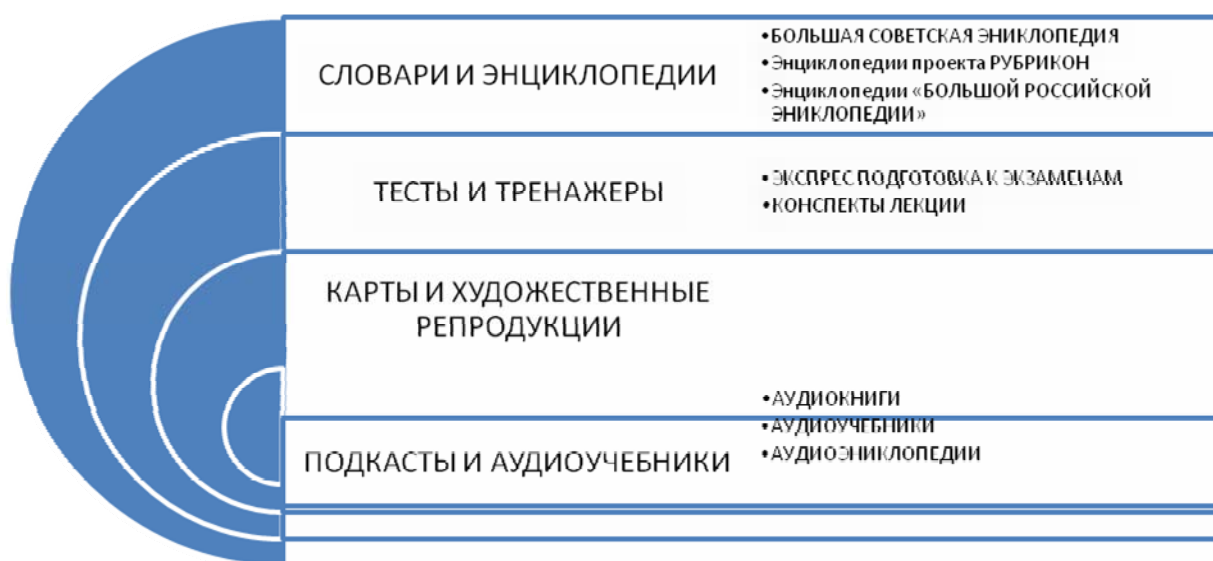 СЛОВАРИ И ЭНЦИКЛОПЕДИИ
•БОЛЬШАЯ СОВЕТСКАЯ ЭНИКЛОПЕДИЯ
•Энциклопедии проекта РУБРИКОН
•Энциклопедии «БОЛЬШОЙ РОССИЙСКОЙ
ЭНИКЛОПЕДИИ»
ТЕСТЫ И ТРЕНАЖЕРЫ
•ЭКСПРЕС ПОДГОТОВКА К ЭКЗАМЕНАМ
•КОНСПЕКТЫ ЛЕКЦИИ
КАРТЫ И ХУДОЖЕСТВЕННЫЕ
РЕПРОДУКЦИИ
ПОДКАСТЫ И АУДИОУЧЕБНИКИ
•АУДИОКНИГИ
•АУДИОУЧЕБНИКИ
•АУДИОЭНИКЛОПЕДИИ